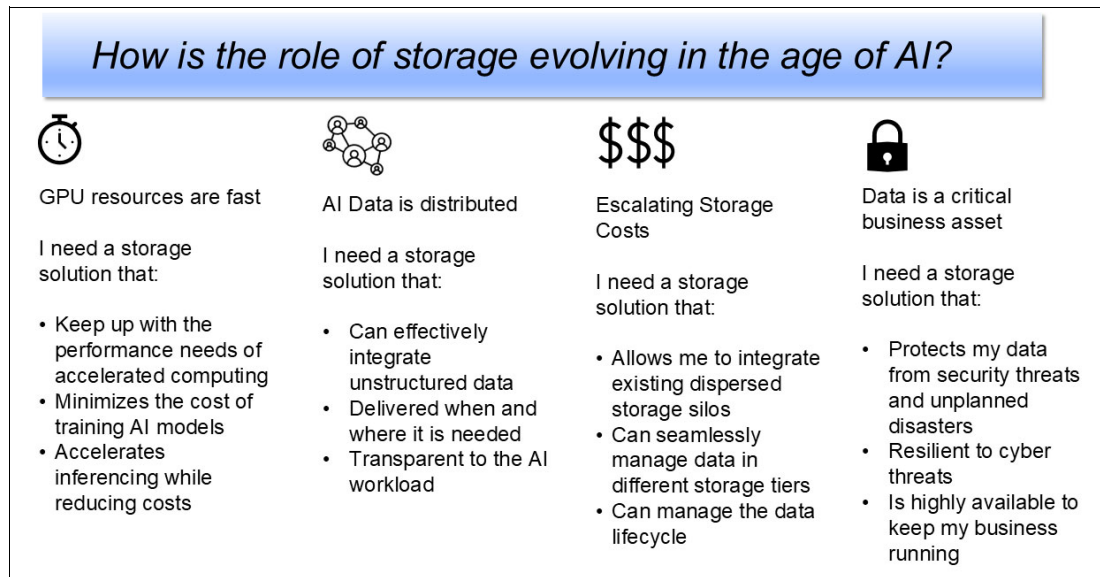 How is the role of storage evolving in the age of AI?
GPU resources are fast
I need a storage
solution that:
• Keep up with the
performance needs of
accelerated computing
• Minimizes the cost of
training AI models
• Accelerates
inferencing while
reducing costs
AI Data is distributed
I need a storage
solution that:
• Can effectively
integrate
unstructured data
• Delivered when and
where it is needed
• Transparent to the AI
workload
$$$
Escalating Storage
Costs
I need a storage
solution that:
• Allows me to integrate
existing dispersed
storage silos
• Can seamlessly
manage data in
different storage tiers
• Can manage the data
lifecycle
Data is a critical
business asset
I need a storage
solution that:
• Protects my data
from security threats
and unplanned
disasters
• Resilient to cyber
threats
• Is highly available to
keep my business
running